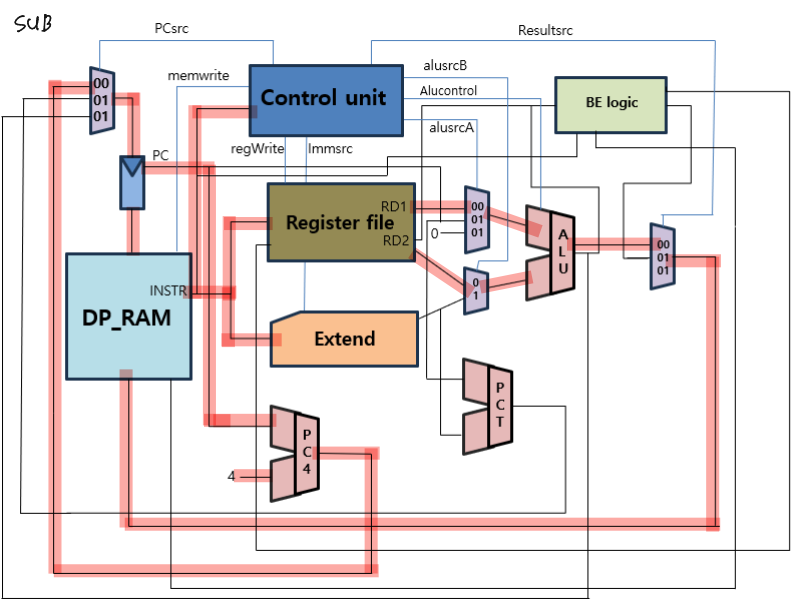 SUB
PCsrc
Resultsrc
alusrcB
memwrite
Control unit
Alucontrol
BE logic
alusrcA
00
01
01
regWrite
Immsrc
PC
Register file
RD1
RD2
00
01
01
0
0
1
A
L
U
00
01
01
INSTR
DP_RAM
Extend
P
C
T
P
C
4
4